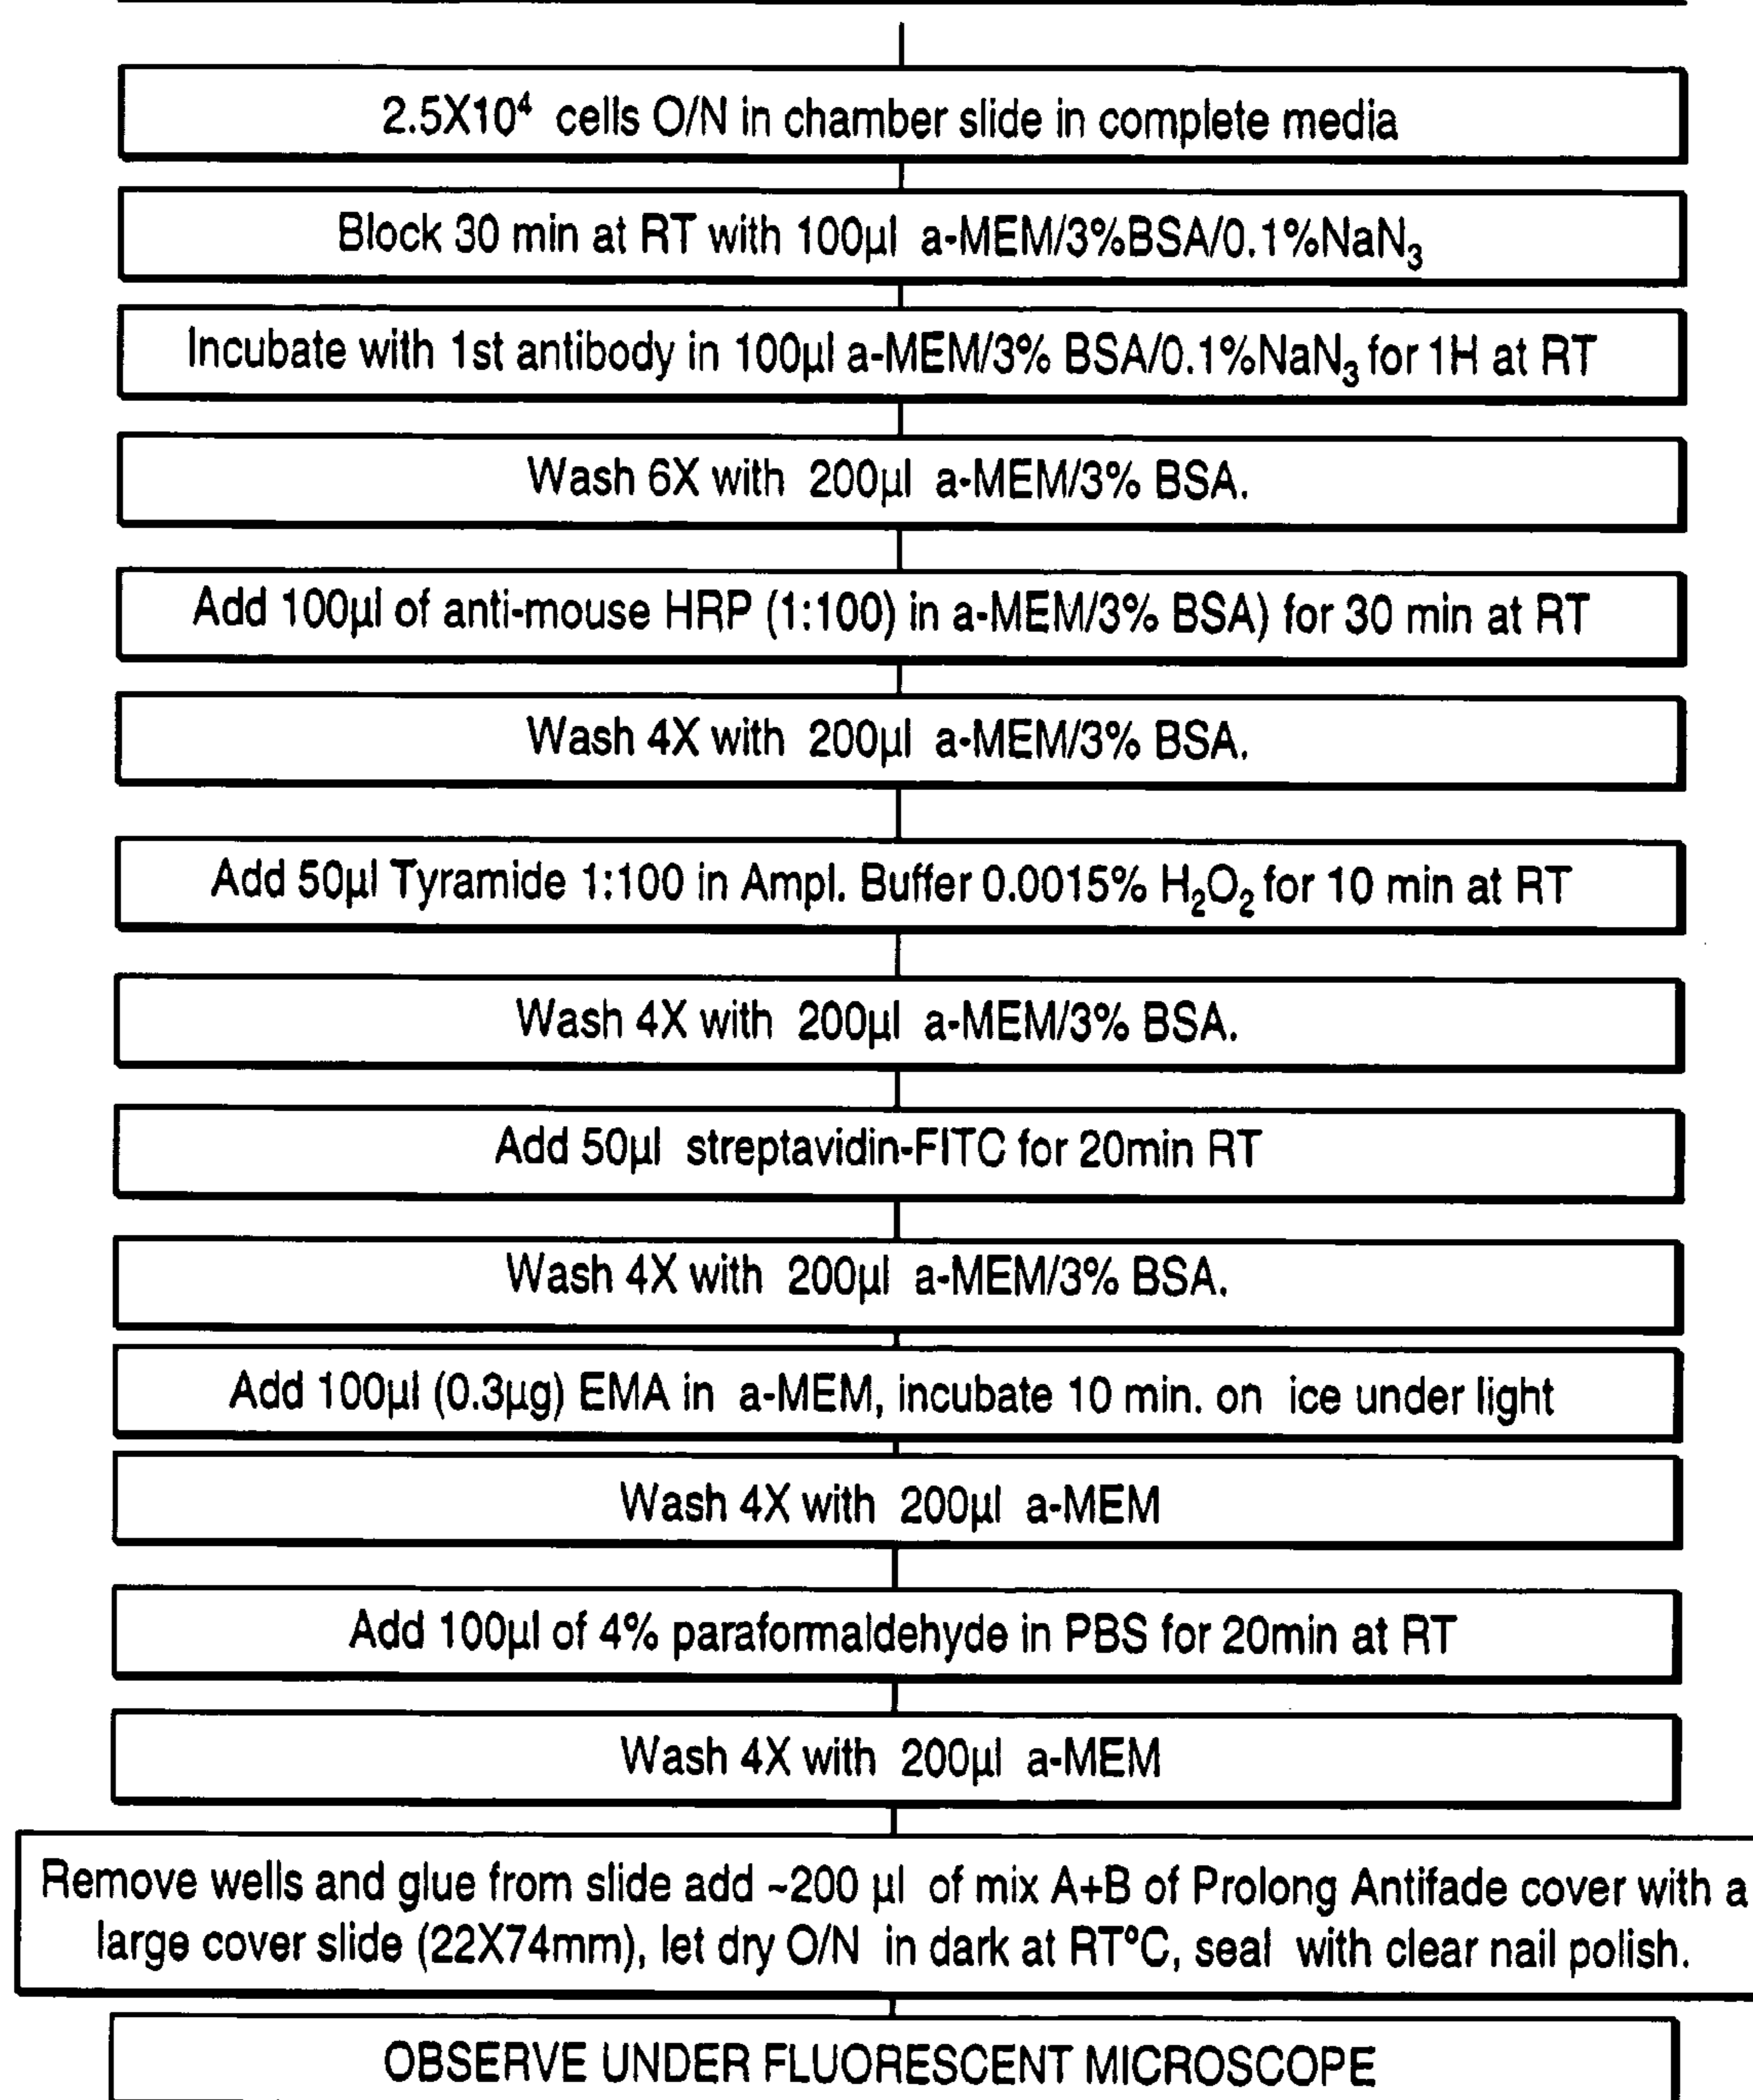 2.5X10⁴ cells O/N in chamber slide in complete media
Block 30 min at RT with 100µl a-MEM/3%BSA/0.1%NaN₃
Incubate with 1st antibody in 100µl a-MEM/3% BSA/0.1%NaN₃ for 1H at RT
Wash 6X with 200µl a-MEM/3% BSA.
Add 100µl of anti-mouse HRP (1:100) in a-MEM/3% BSA) for 30 min at RT
Wash 4X with 200µl a-MEM/3% BSA.
Add 50µl Tyramide 1:100 in Ampl. Buffer 0.0015% H₂O₂ for 10 min at RT
Wash 4X with 200µl a-MEM/3% BSA.
Add 50µl streptavidin-FITC for 20min RT
Wash 4X with 200µl a-MEM/3% BSA.
Add 100µl (0.3µg) EMA in a-MEM, incubate 10 min. on ice under light
Wash 4X with 200µl a-MEM
Add 100µl of 4% paraformaldehyde in PBS for 20min at RT
Wash 4X with 200µl a-MEM
Remove wells and glue from slide add ~200 µl of mix A+B of Prolong Antifade cover with a
large cover slide (22X74mm), let dry O/N in dark at RT°C, seal with clear nail polish.
OBSERVE UNDER FLUORESCENT MICROSCOPE